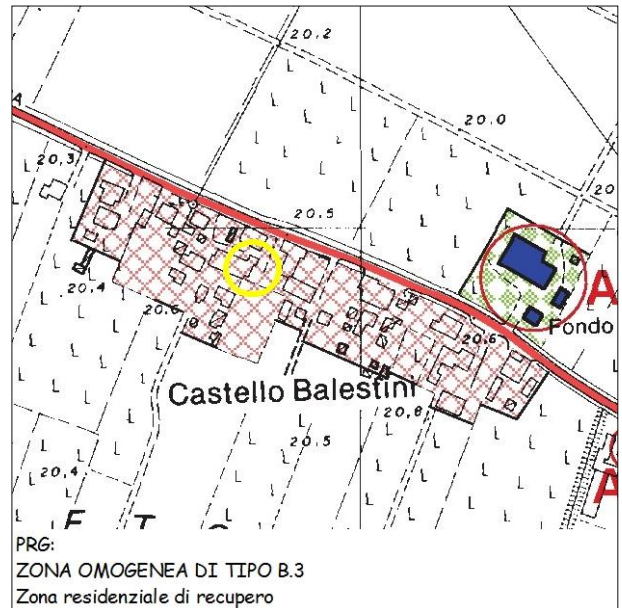 20,2
A
20,0
20,3
20
20,5
A
20,4
20,6
Fondo
20,6
Castello Balestini
20,8
20,5
20,4
A
F T
PRG:
ZONA OMOGENEA DI TIPO B.3
Zona residenziale di recupero